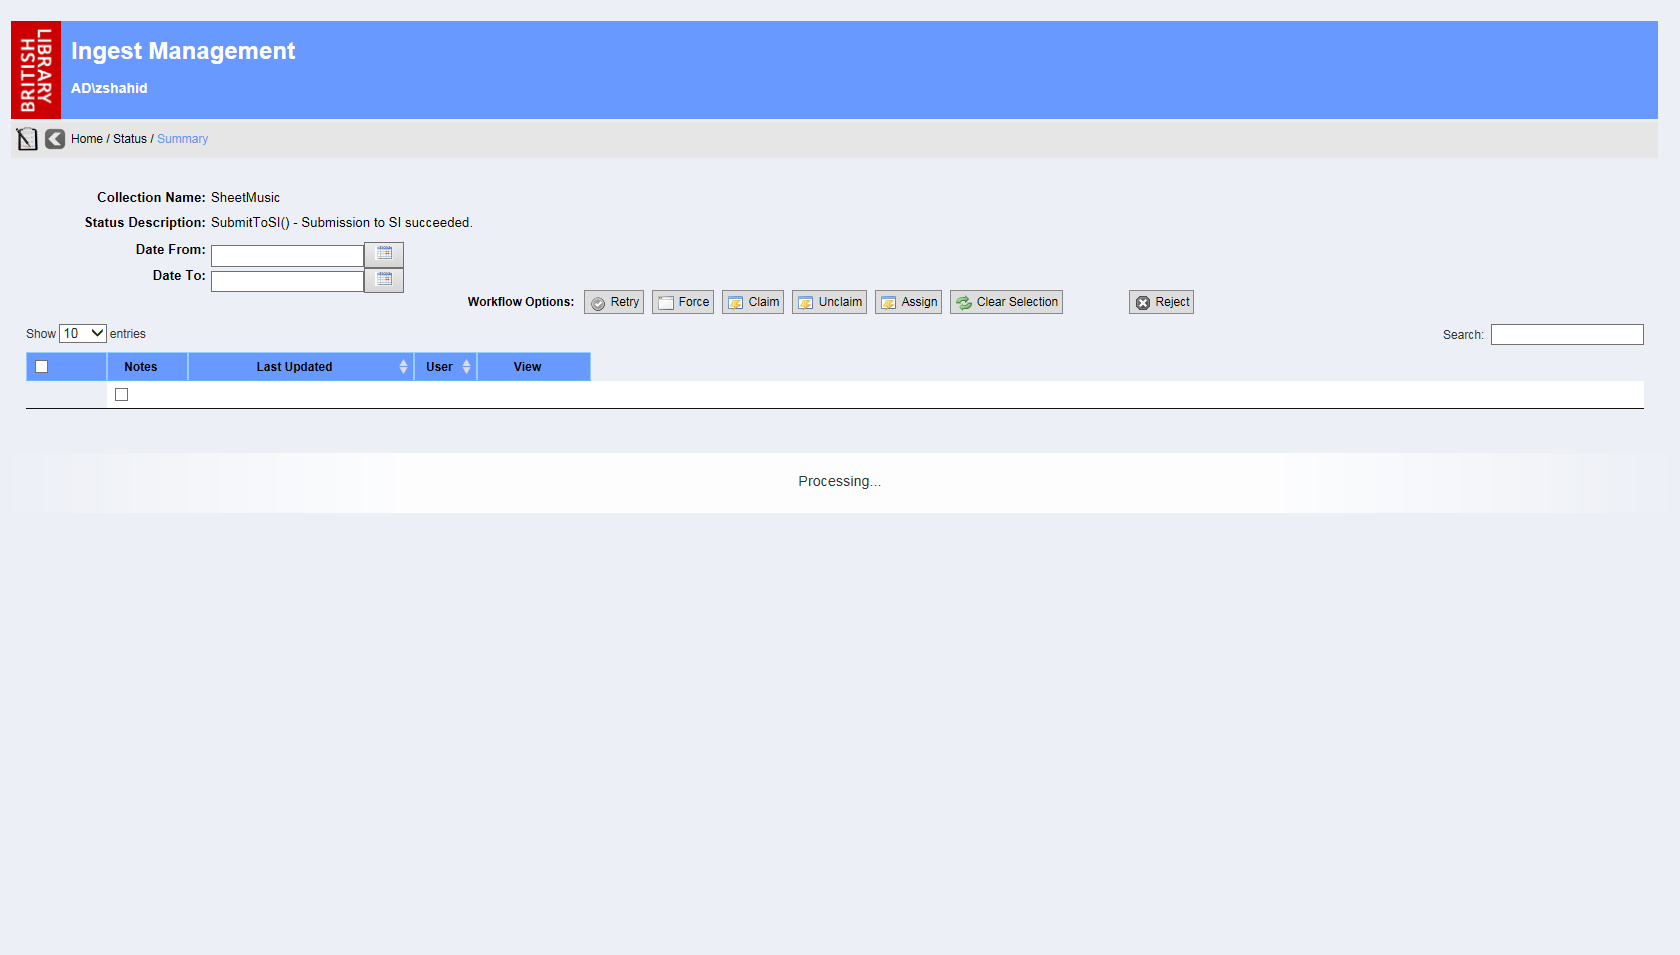 BRITISH
LIBRARY
Ingest Management
AD\zshahid
Home / Status / Summary
Collection Name: SheetMusic
Status Description: SubmitToSI() - Submission to SI succeeded.
Date From:
Date To:
Workflow Options: Retry Force Claim Unclaim Assign Clear Selection Reject
Show 10 entries Search:
Notes Last Updated User View
Processing...